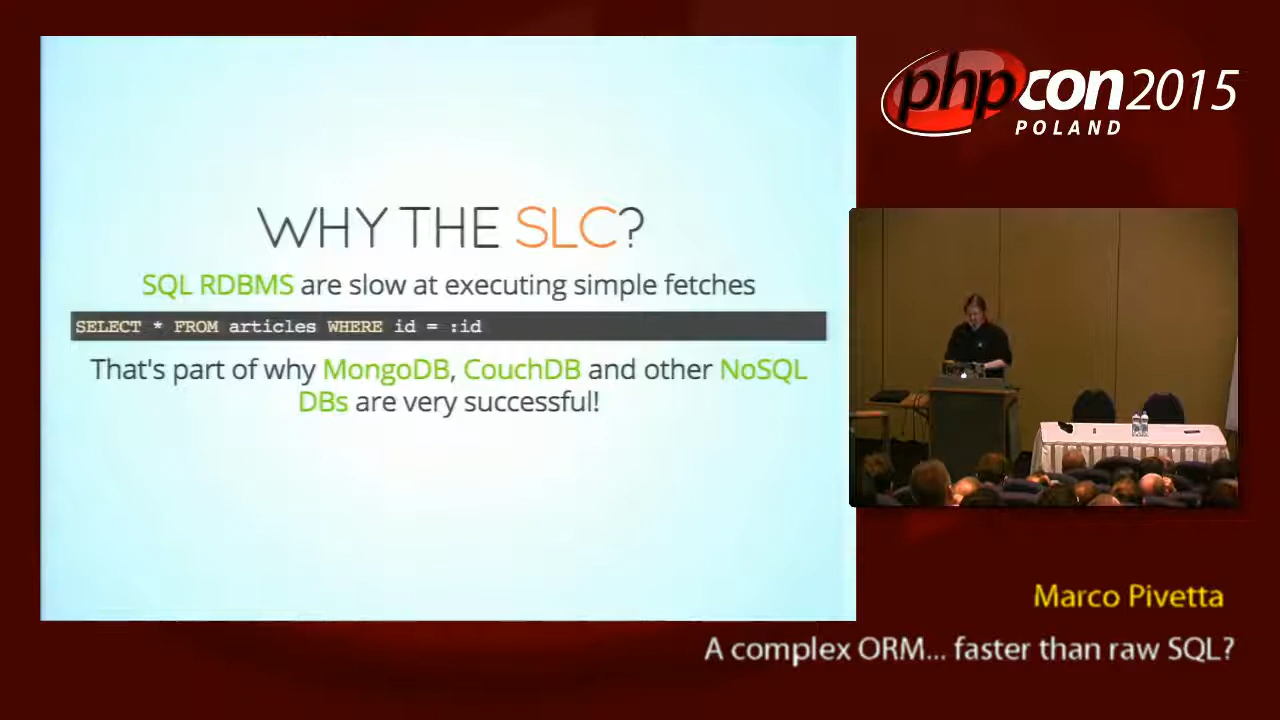 WHY THE SLC?
SQL RDBMS are slow at executing simple fetches
SELECT * FROM articles WHERE id = :id
That's part of why MongoDB, CouchDB and other NoSQL
DBs are very successful!
phpcon2015
POLAND
Marco Pivetta
A complex ORM... faster than raw SQL?